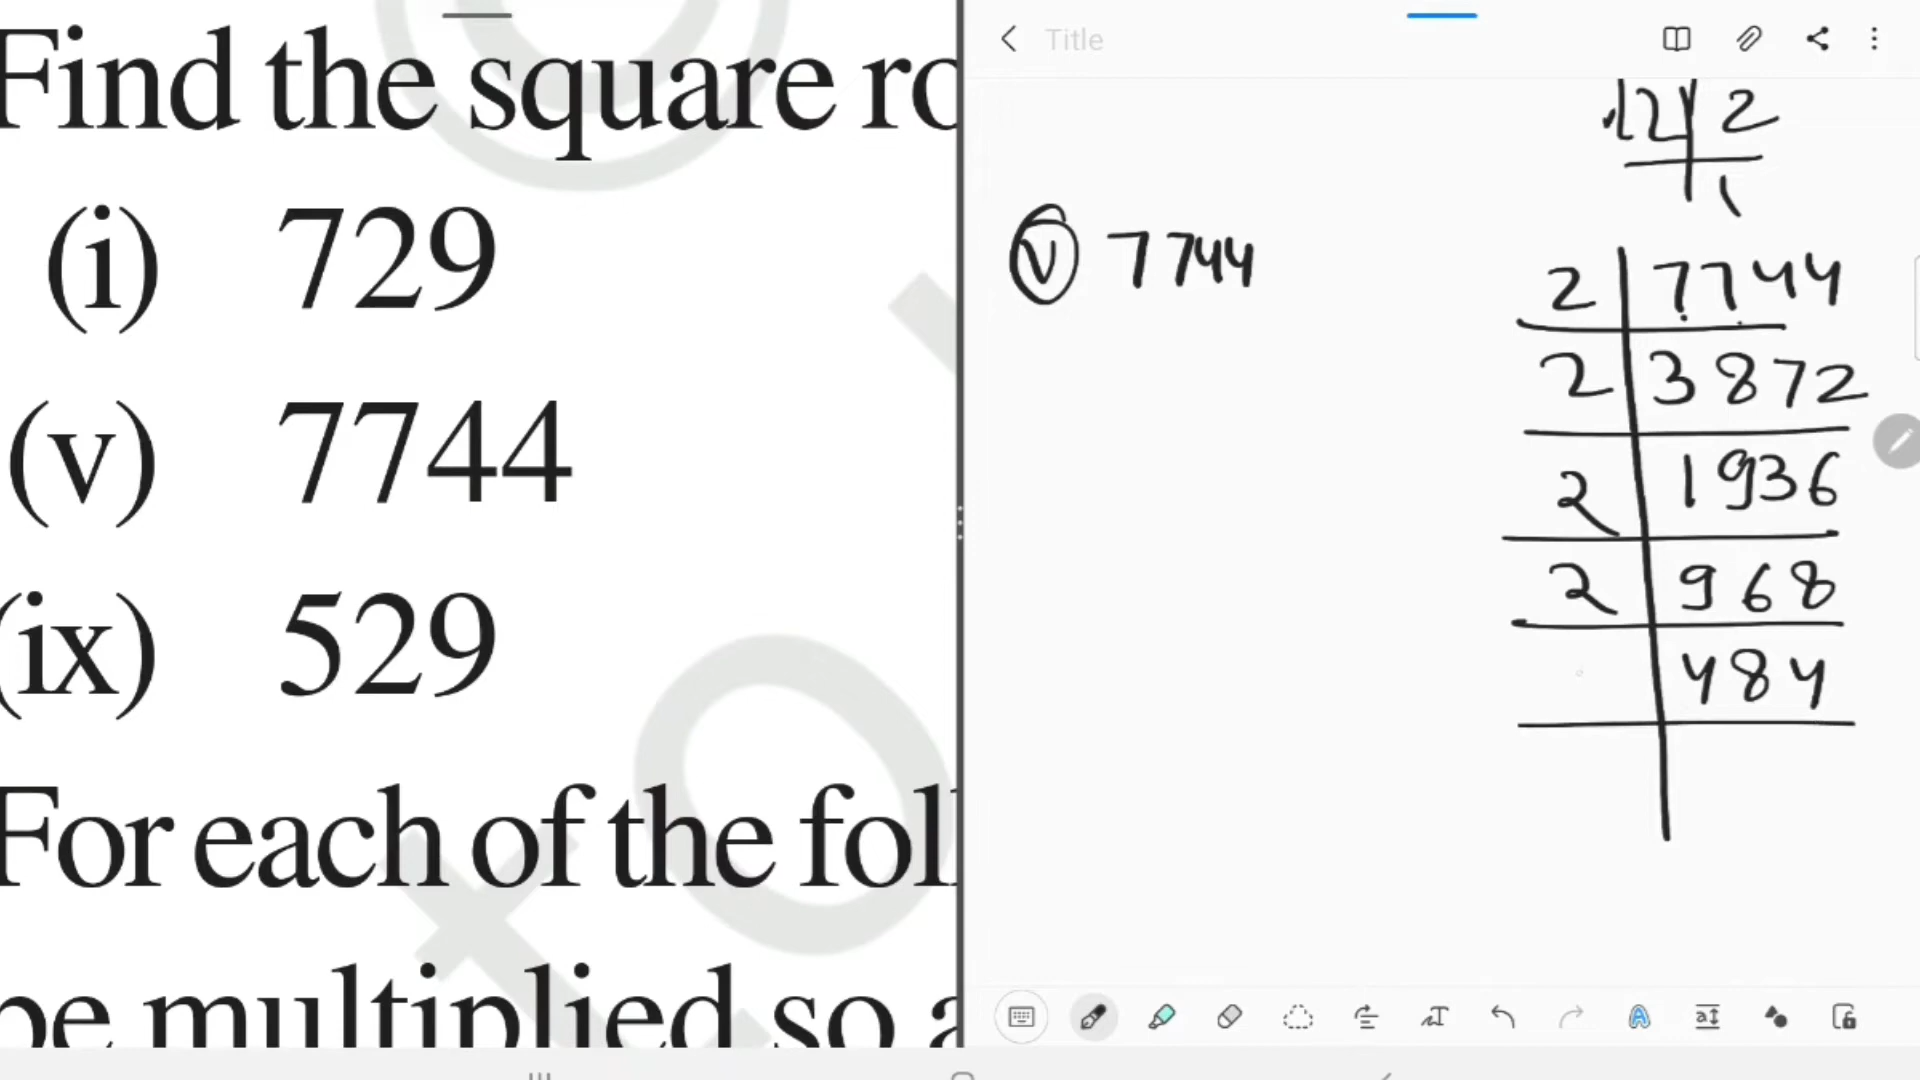 Find the square ro
(i) 729
(v) 7744
(ix) 529
For each of the fol
be multiplied so a
Title
12 2
1
(v) 7744
2 7744
2 3872
2 1936
2 968
484